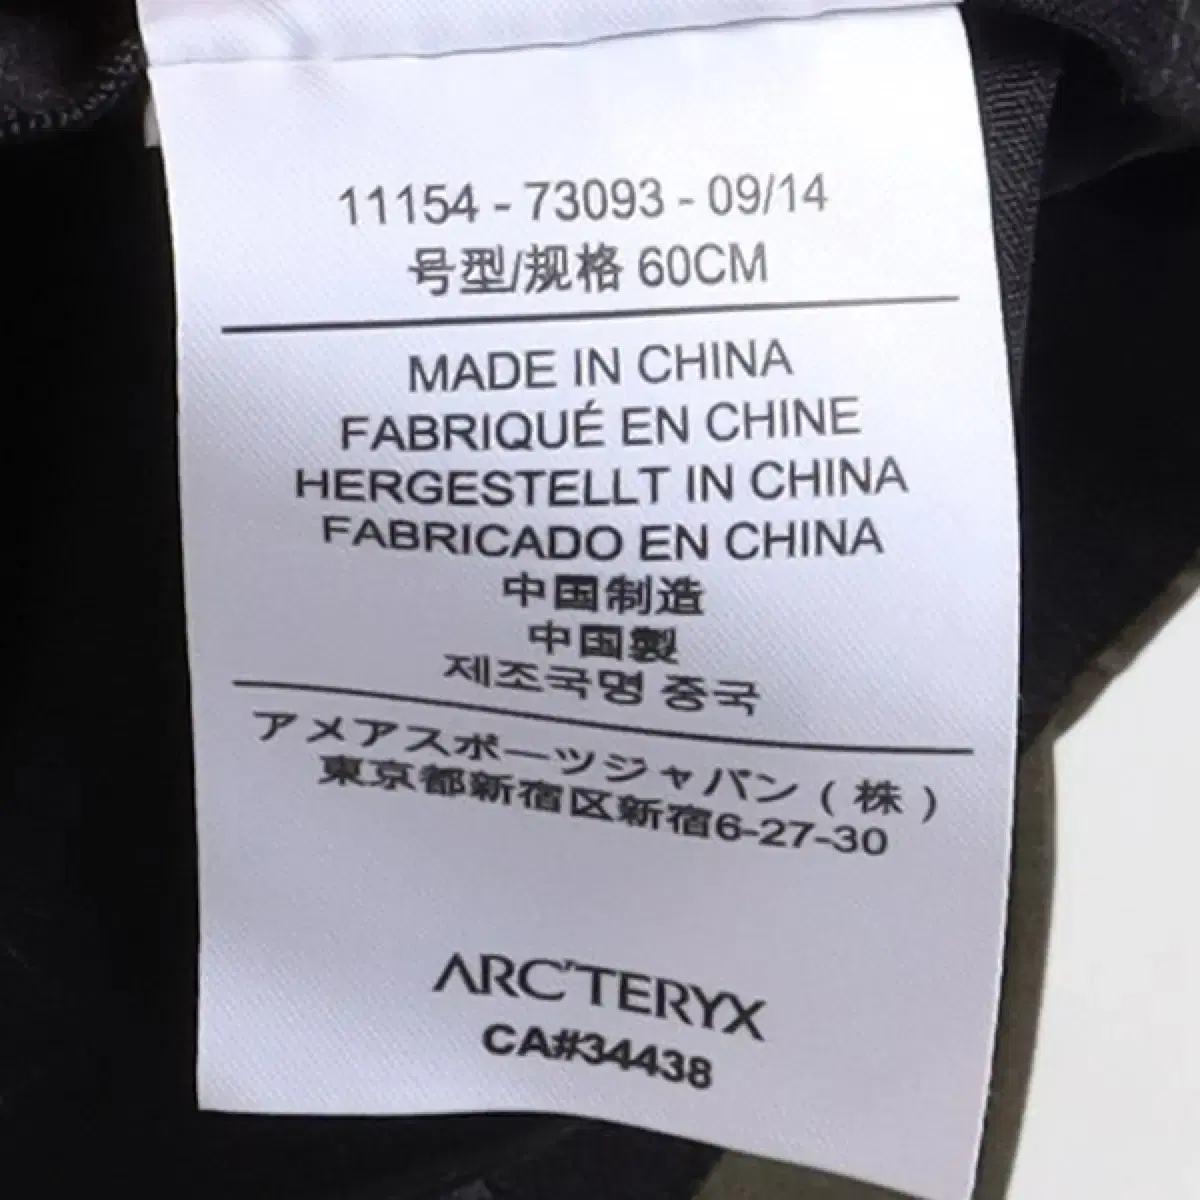 11154 - 73093 - 09/14
号型/规格 60CM
MADE IN CHINA
FABRIQUÉ EN CHINE
HERGESTELLT IN CHINA
FABRICADO EN CHINA
中国制造
中国製
제조국명 중국
アメアスポーツジャパン(株)
東京都新宿区新宿6-27-30
ARC'TERYX
CA#34438